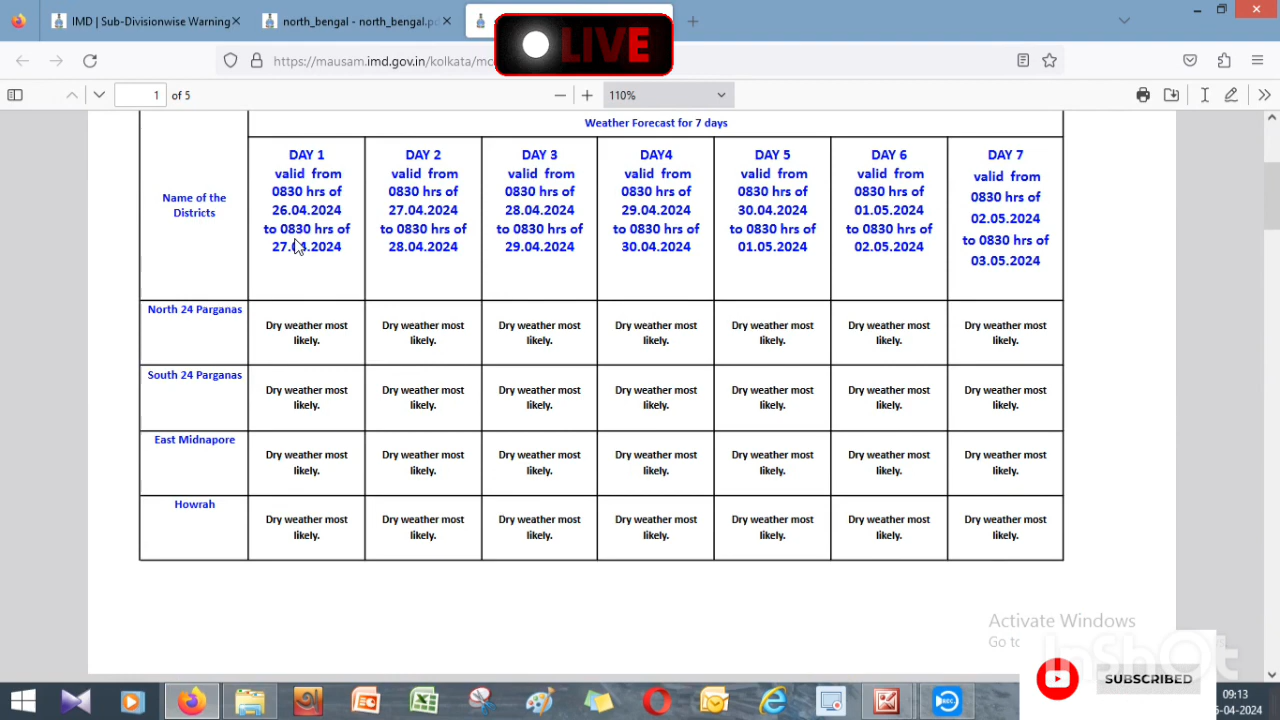 IMD | Sub-Divisionwise Warning
north_bengal - north_bengal.pd
LIVE
https://mausam.imd.gov.in/kolkata/mc
1 of 5
110%
Weather Forecast for 7 days
Name of the Districts
DAY 1 valid from 0830 hrs of 26.04.2024 to 0830 hrs of
DAY 2 valid from 0830 hrs of 27.04.2024 to 0830 hrs of 28.04.2024
DAY 3 valid from 0830 hrs of 28.04.2024 to 0830 hrs of 29.04.2024
DAY4 valid from 0830 hrs of 29.04.2024 to 0830 hrs of 30.04.2024
DAY 5 valid from 0830 hrs of 30.04.2024 to 0830 hrs of 01.05.2024
DAY 6 valid from 0830 hrs of 01.05.2024 to 0830 hrs of 02.05.2024
DAY 7 valid from 0830 hrs of 02.05.2024 to 0830 hrs of 03.05.2024
North 24 Parganas
Dry weather most Dry weather most Dry weather most Dry weather most Dry weather most Dry weather most Dry weather most
likely. likely. likely. likely. likely. likely. likely.
South 24 Parganas
Dry weather most Dry weather most Dry weather most Dry weather most Dry weather most Dry weather most Dry weather most
likely. likely. likely. likely. likely. likely. likely.
East Midnapore
Dry weather most Dry weather most Dry weather most Dry weather most Dry weather most Dry weather most Dry weather most
likely. likely. likely. likely. likely. likely. likely.
Howrah
Dry weather most Dry weather most Dry weather most Dry weather most Dry weather most Dry weather most Dry weather most
likely. likely. likely. likely. likely. likely. likely.
Activate Windows
Go to
InShOt
SUBSCRIBED
REC
09:13
-04-2024